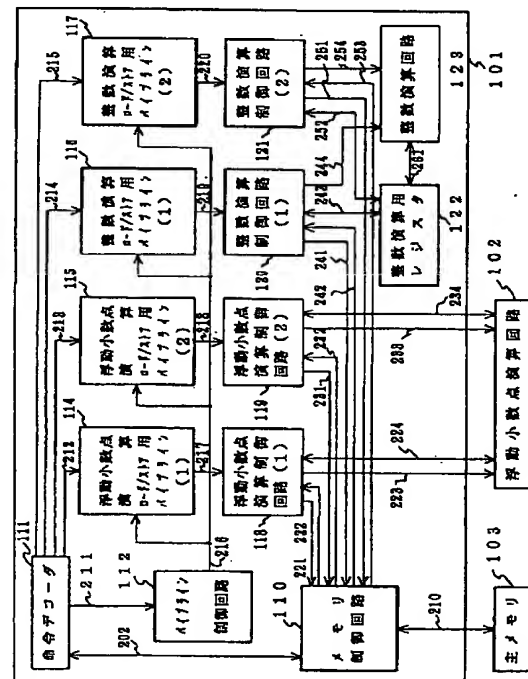 111
命令デコーダ
211
202
212
213
214
215
112
パイプライン
制御回路
216
114
浮動小数点
演算
ロード/ストア用
パイプライン
(1)
115
浮動小数点
演算
ロード/ストア用
パイプライン
(2)
116
整数演算
ロード/ストア用
パイプライン
(1)
117
整数演算
ロード/ストア用
パイプライン
(2)
217
218
219
220
118
浮動小数点
演算制御
回路(1)
119
浮動小数点
演算制御
回路(2)
120
整数演算
制御回路
(1)
121
整数演算
制御回路
(2)
110
メモリ
制御回路
221
222
231
232
241
242
243
244
251
252
253
254
223
224
233
234
122
整数演算用
レジスタ
261
整数演算回路
123
101
210
103
主メモリ
102
浮動小数点演算回路